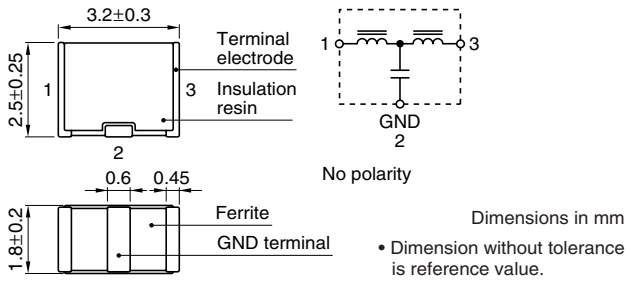 3.2±0.3
2.5±0.25
1
3
Terminal
electrode
Insulation
resin
2
1
3
GND
2
No polarity
0.6
0.45
1.8±0.2
Ferrite
GND terminal
Dimensions in mm
• Dimension without tolerance
is reference value.